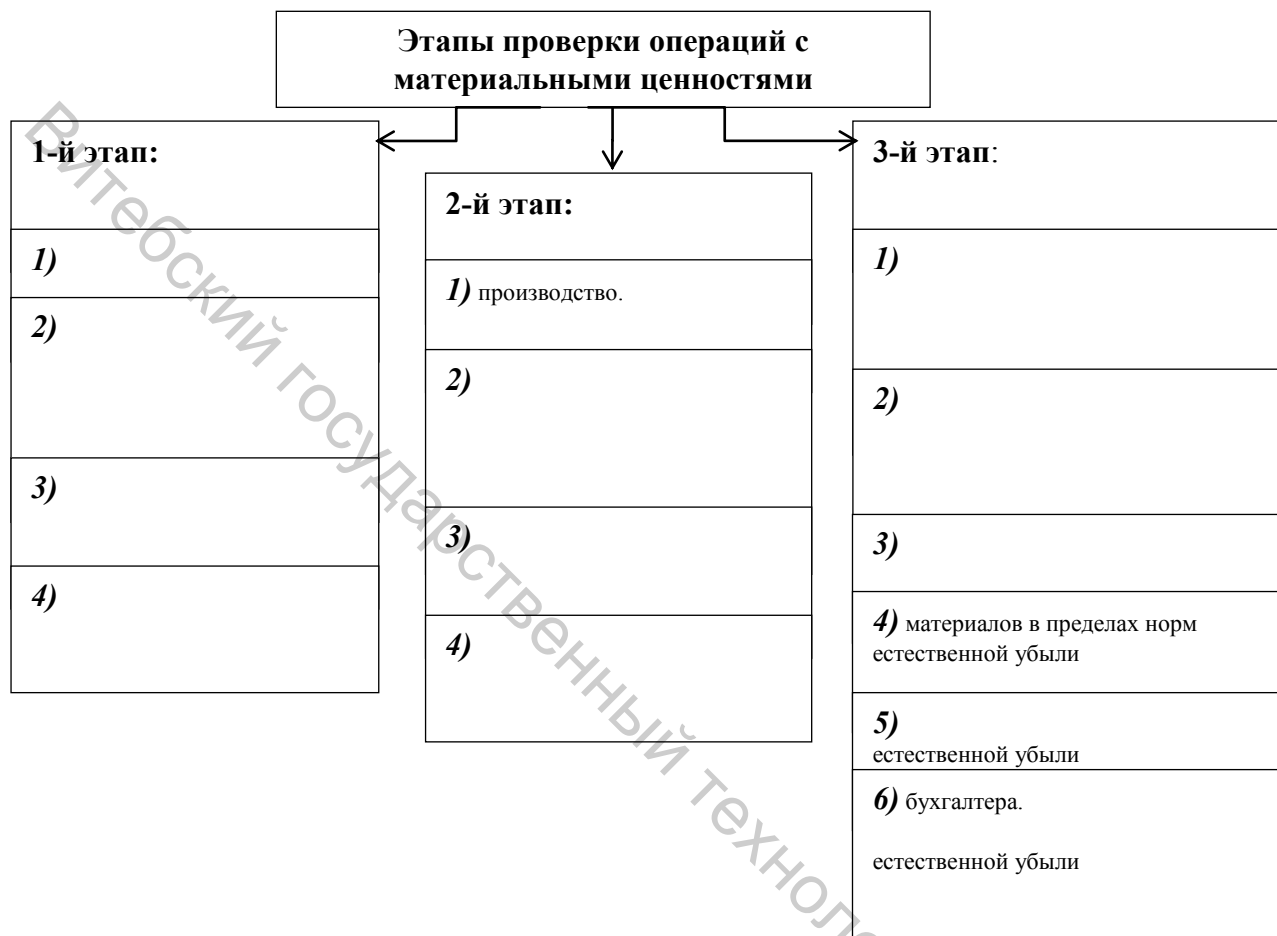 Этапы проверки операций с
материальными ценностями
1-й этап:
1)
2)
3)
4)
2-й этап:
1) производство.
2)
3)
4)
3-й этап:
1)
2)
3)
4) материалов в пределах норм
естественной убыли
5)
естественной убыли
6) бухгалтера.
естественной убыли
Витебский государственный техноло